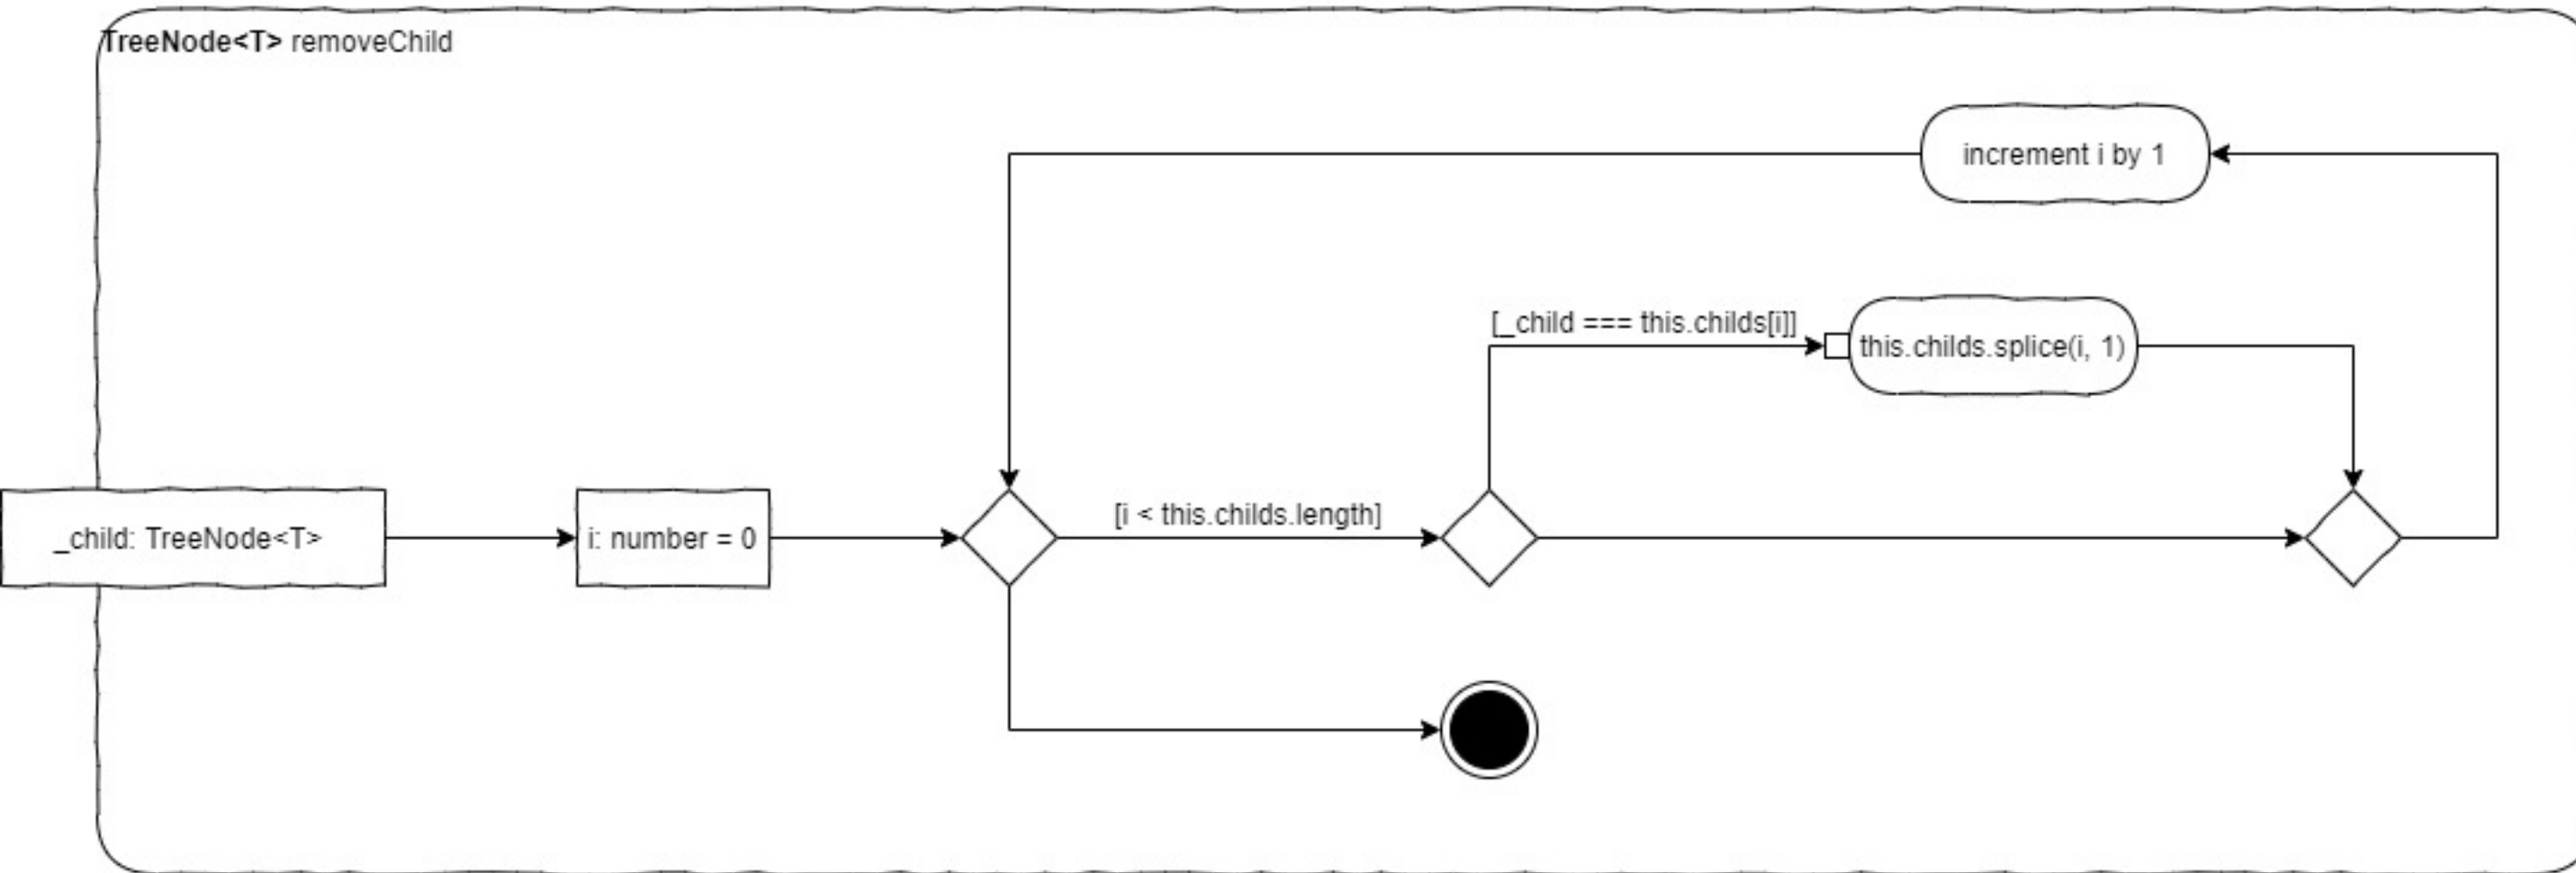 TreeNode<T> removeChild
increment i by 1
[_child === this.childs[i]]
this.childs.splice(i, 1)
[i < this.childs.length]
_child: TreeNode<T>
i: number = 0